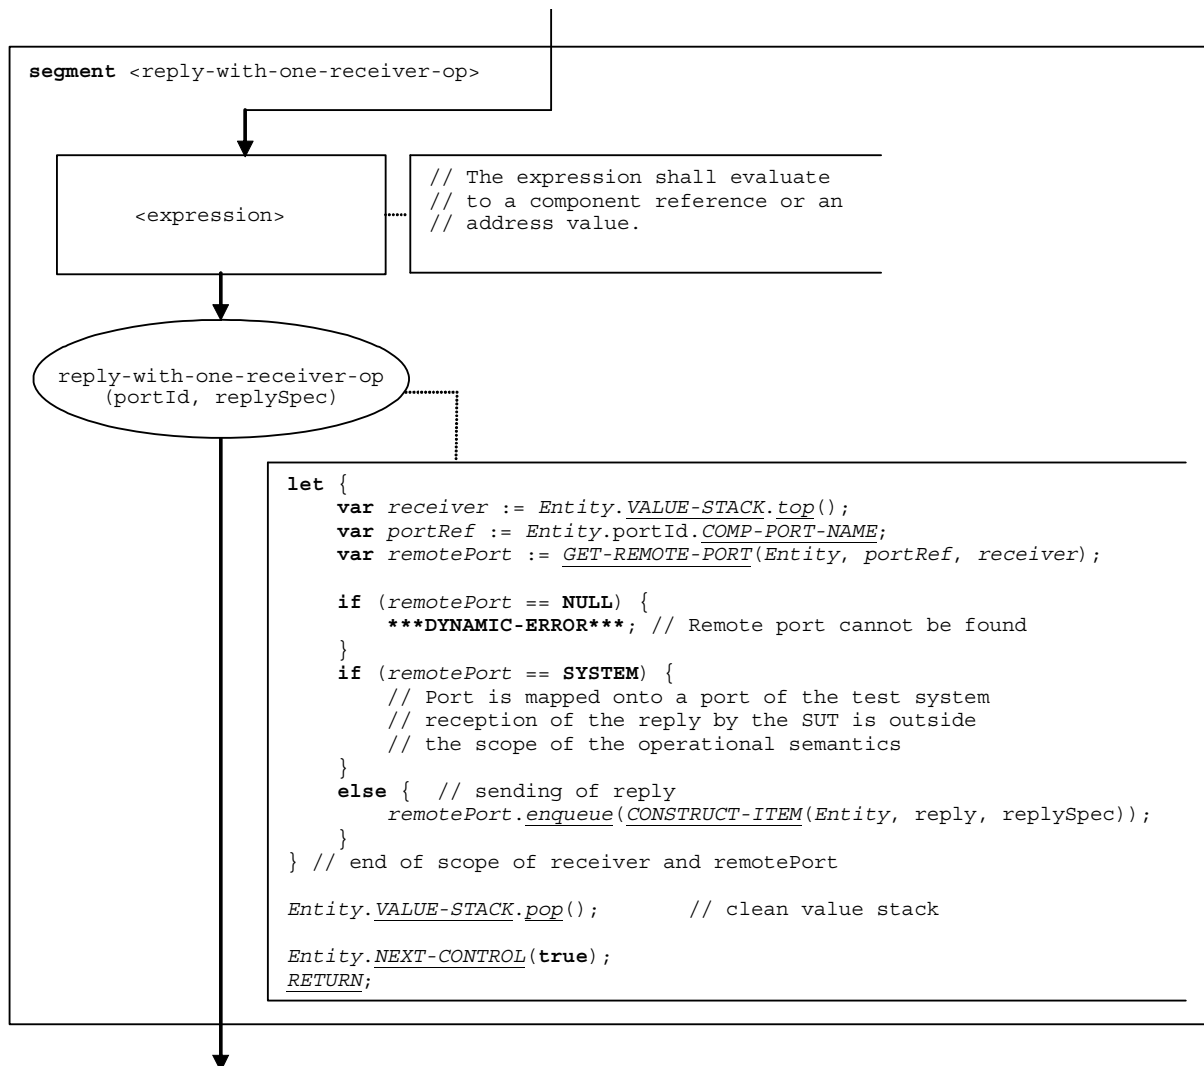 segment <reply-with-one-receiver-op>
<expression>
// The expression shall evaluate
// to a component reference or an
// address value.
reply-with-one-receiver-op
(portId, replySpec)
let {
var receiver := Entity.VALUE-STACK.top();
var portRef := Entity.portId.COMP-PORT-NAME;
var remotePort := GET-REMOTE-PORT(Entity, portRef, receiver);
if (remotePort == NULL) {
***DYNAMIC-ERROR***; // Remote port cannot be found
}
if (remotePort == SYSTEM) {
// Port is mapped onto a port of the test system
// reception of the reply by the SUT is outside
// the scope of the operational semantics
}
else { // sending of reply
remotePort.enqueue(CONSTRUCT-ITEM(Entity, reply, replySpec));
}
} // end of scope of receiver and remotePort
Entity.VALUE-STACK.pop(); // clean value stack
Entity.NEXT-CONTROL(true);
RETURN;